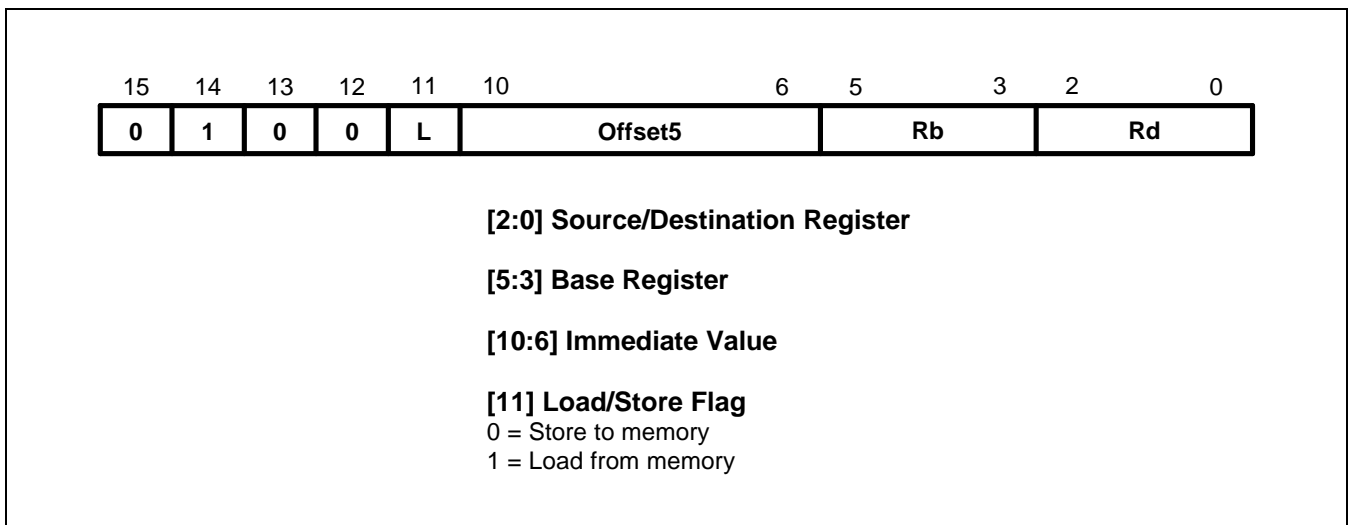 15 14 13 12 11 10 6 5 3 2 0
0 1 0 0 L Offset5 Rb Rd
[2:0] Source/Destination Register
[5:3] Base Register
[10:6] Immediate Value
[11] Load/Store Flag
0 = Store to memory
1 = Load from memory